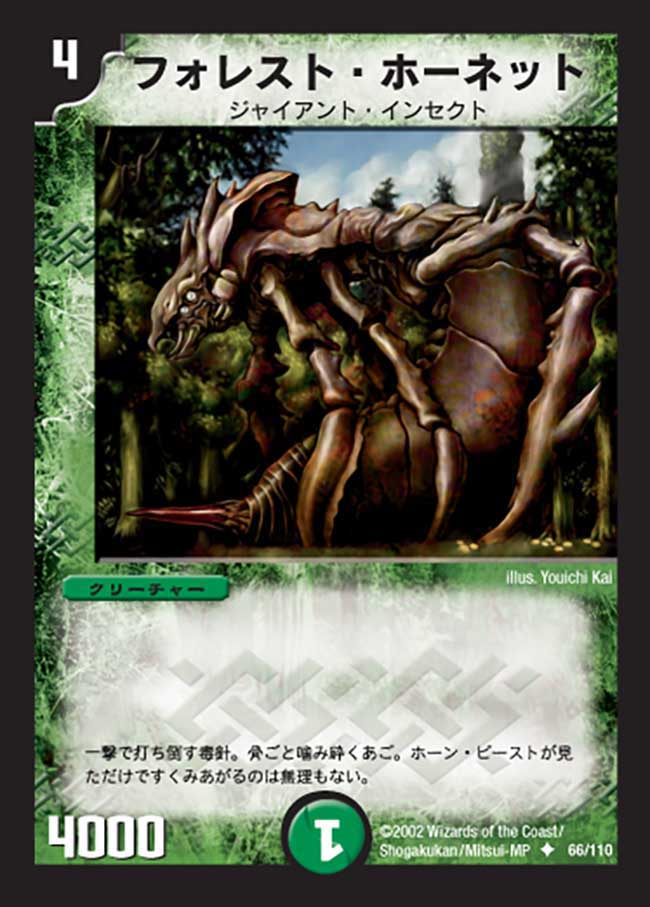 4
フォレスト・ホーネット
ジャイアント・インセクト
illus. Youichi Kai
クリーチャー
一撃で打ち倒す毒針。骨ごと噛み砕くあご。ホーン・ビーストが見
ただけですくみあがるのは無理もない。
4000
1
©2002 Wizards of the Coast/
Shogakukan/Mitsui-MP ♦ 66/110